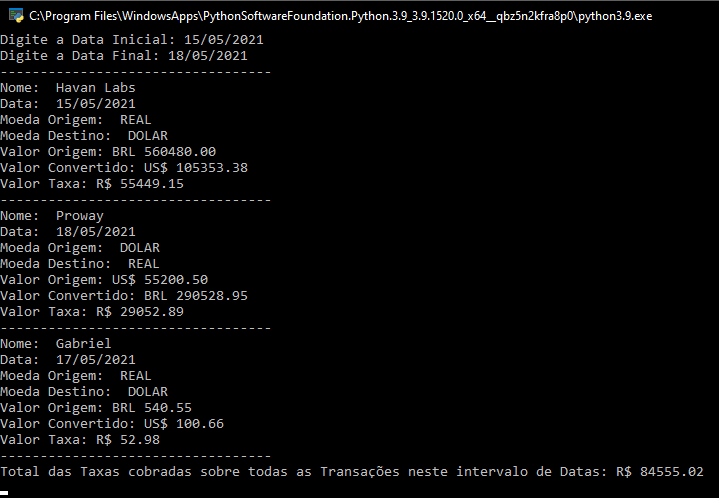 C:\Program Files\WindowsApps\PythonSoftwareFoundation.Python.3.9_3.9.1520.0_x64__qbz5n2kfra8p0\python3.9.exe
Digite a Data Inicial: 15/05/2021
Digite a Data Final: 18/05/2021
----------------------------------
Nome:  Havan Labs
Data:  15/05/2021
Moeda Origem:  REAL
Moeda Destino:  DOLAR
Valor Origem: BRL 560480.00
Valor Convertido: US$ 105353.38
Valor Taxa: R$ 55449.15
----------------------------------
Nome:  Proway
Data:  18/05/2021
Moeda Origem:  DOLAR
Moeda Destino:  REAL
Valor Origem: US$ 55200.50
Valor Convertido: BRL 290528.95
Valor Taxa: R$ 29052.89
----------------------------------
Nome:  Gabriel
Data:  17/05/2021
Moeda Origem:  REAL
Moeda Destino:  DOLAR
Valor Origem: BRL 540.55
Valor Convertido: US$ 100.66
Valor Taxa: R$ 52.98
----------------------------------
Total das Taxas cobradas sobre todas as Transações neste intervalo de Datas: R$ 84555.02